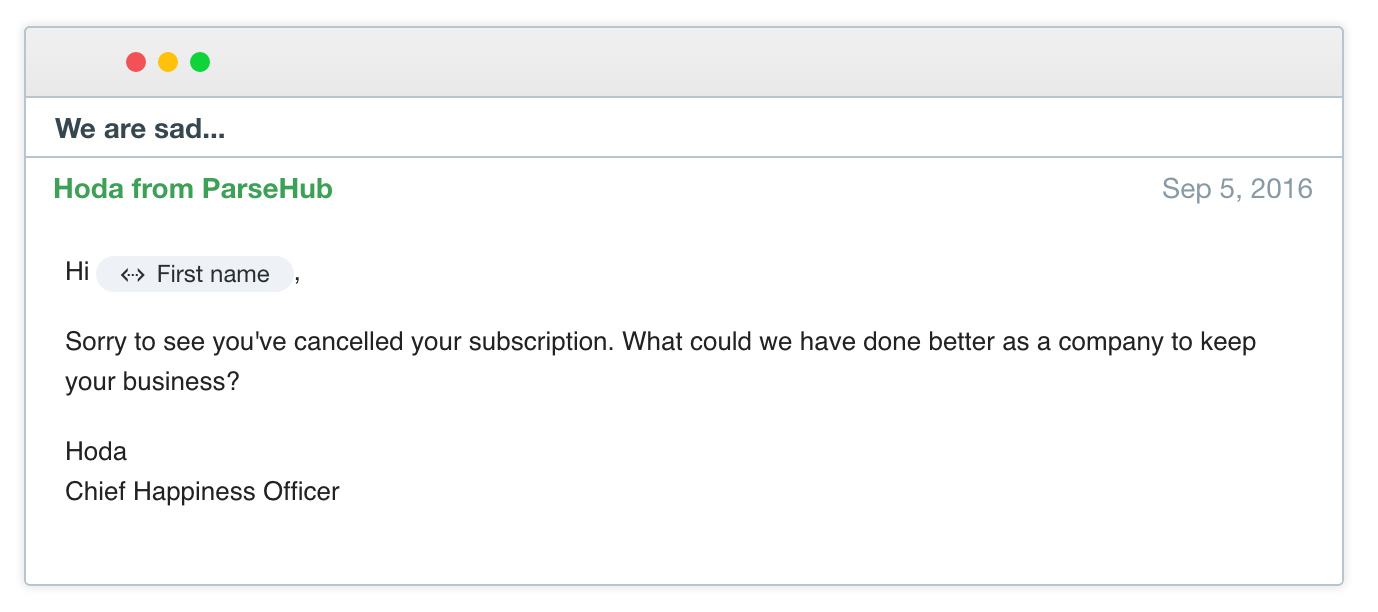 We are sad...
Hoda from ParseHub Sep 5, 2016
Hi First name,
Sorry to see you've cancelled your subscription. What could we have done better as a company to keep
your business?
Hoda
Chief Happiness Officer